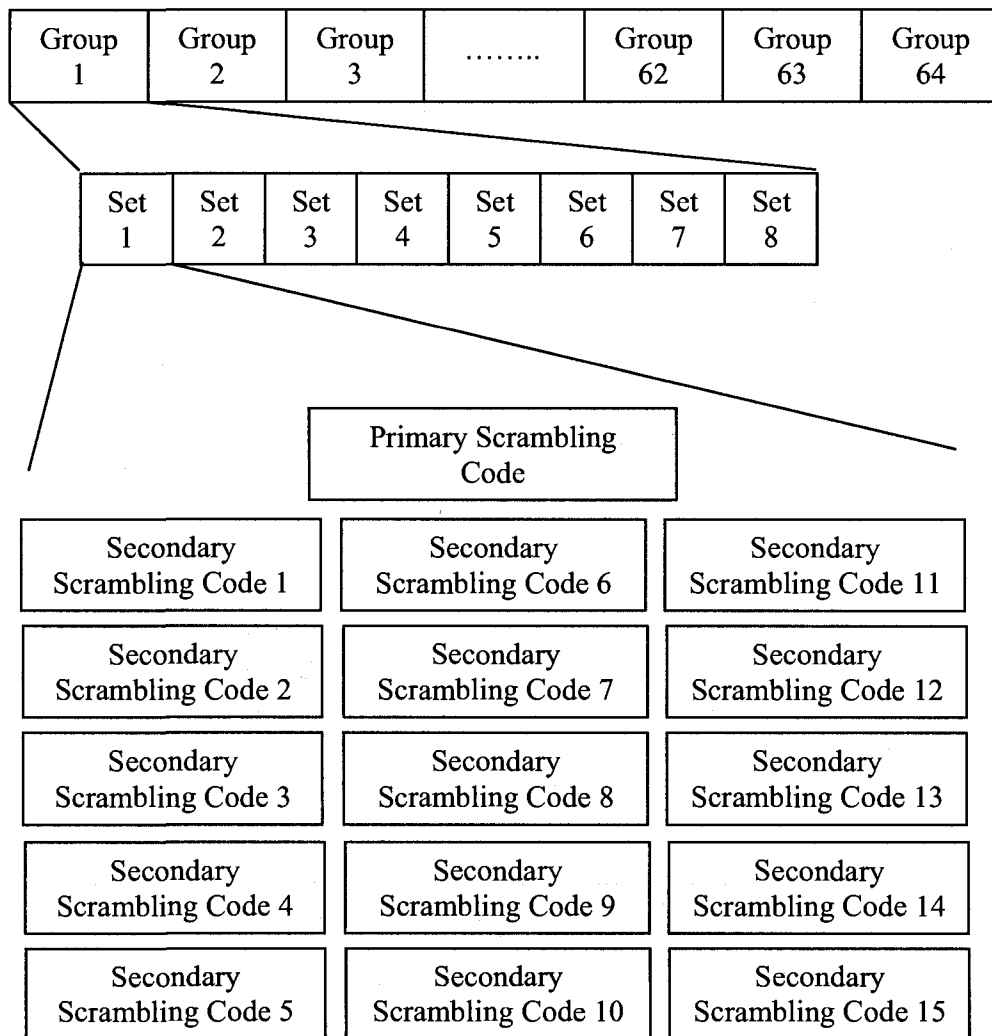 Group 1
Group 2
Group 3
........
Group 62
Group 63
Group 64
Set 1
Set 2
Set 3
Set 4
Set 5
Set 6
Set 7
Set 8
Primary Scrambling
Code
Secondary
Scrambling Code 1
Secondary
Scrambling Code 6
Secondary
Scrambling Code 11
Secondary
Scrambling Code 2
Secondary
Scrambling Code 7
Secondary
Scrambling Code 12
Secondary
Scrambling Code 3
Secondary
Scrambling Code 8
Secondary
Scrambling Code 13
Secondary
Scrambling Code 4
Secondary
Scrambling Code 9
Secondary
Scrambling Code 14
Secondary
Scrambling Code 5
Secondary
Scrambling Code 10
Secondary
Scrambling Code 15